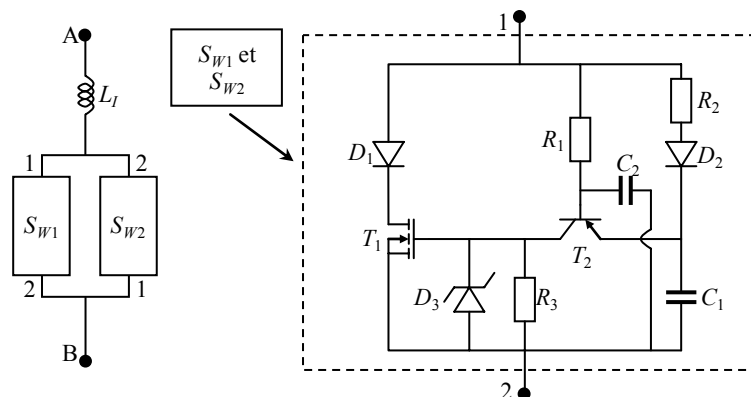 A
L_I
1 2
S_W1 S_W2
2 1
B
S_W1 et
S_W2
1
R_2
D_1 R_1 D_2
C_2
T_1 T_2
D_3 R_3 C_1
2